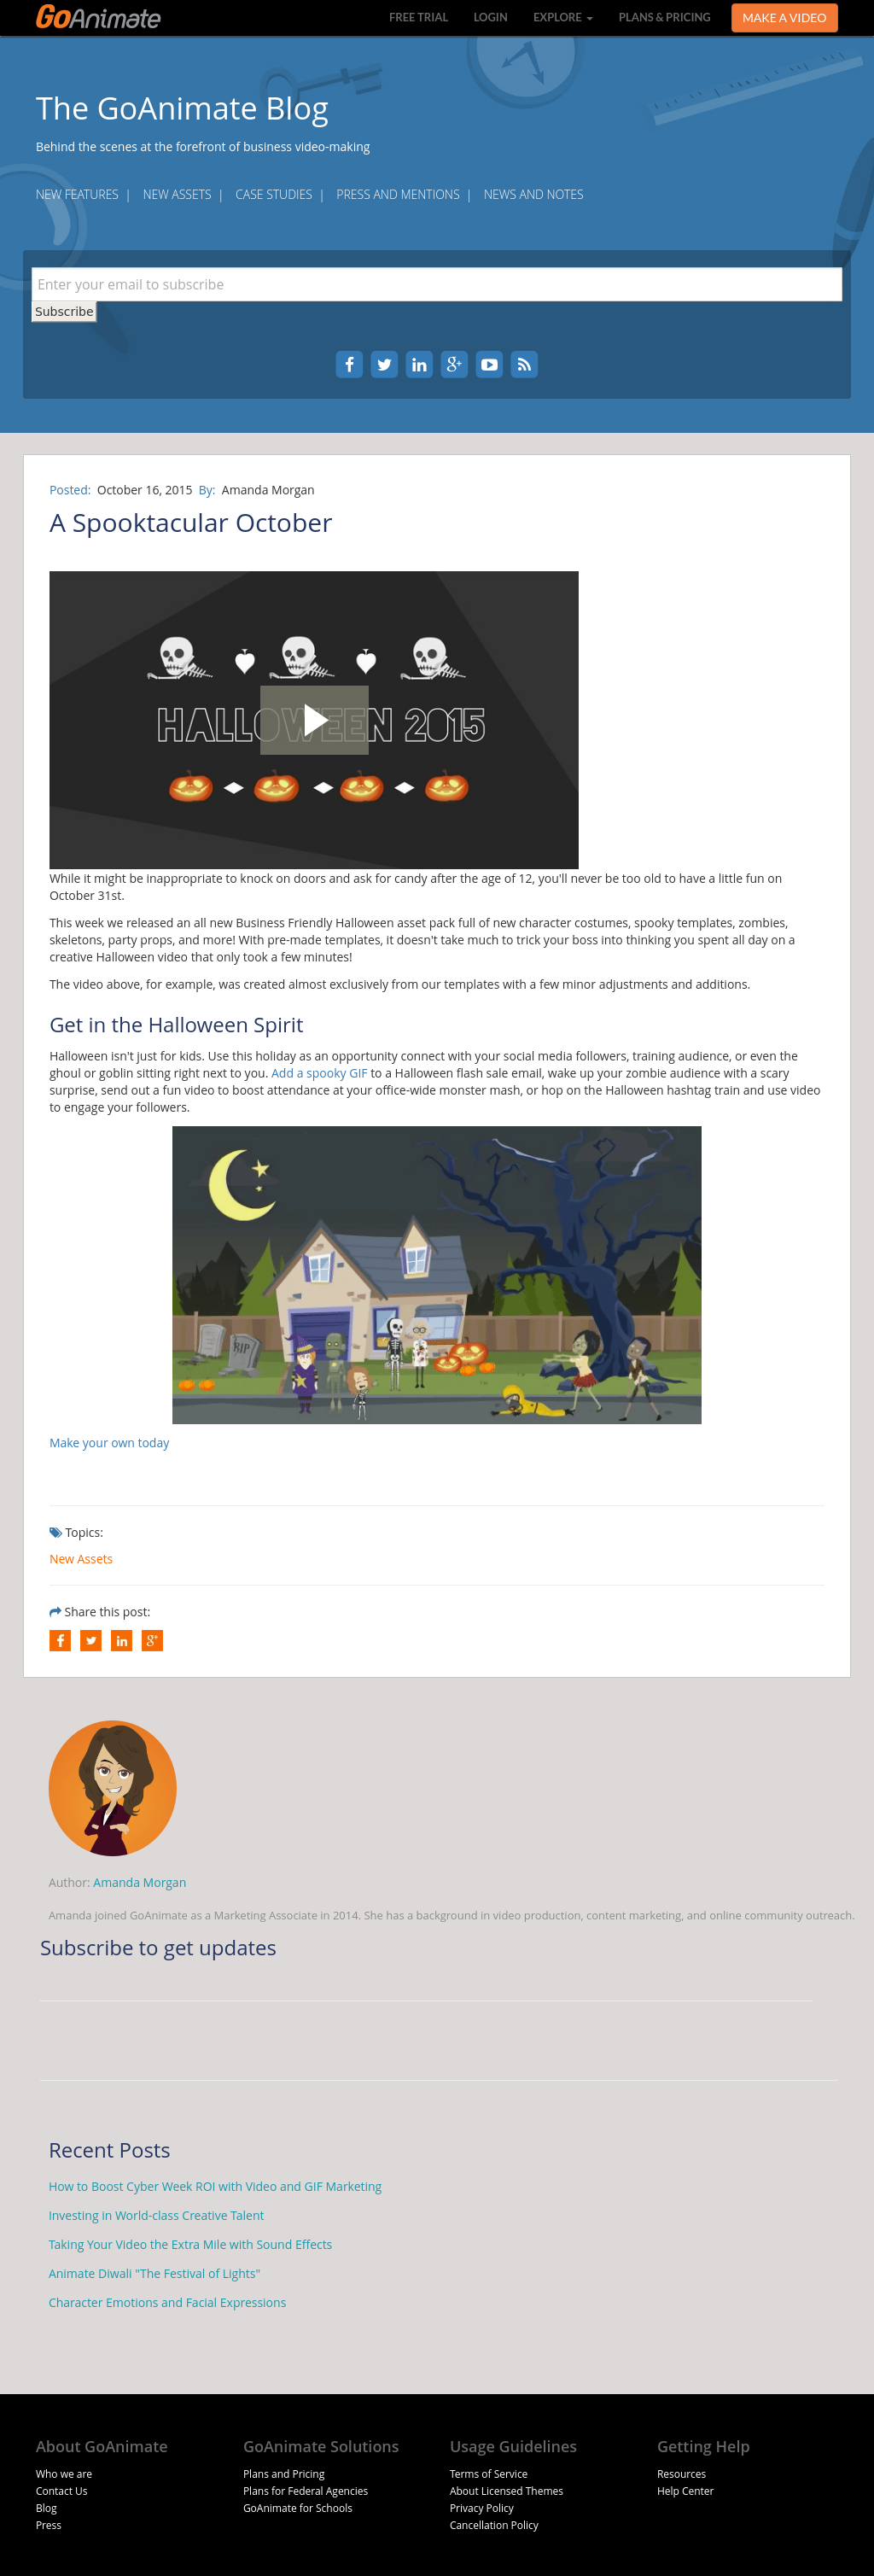 GoAnimate
FREE TRIAL
LOGIN
EXPLORE
PLANS & PRICING
MAKE A VIDEO
The GoAnimate Blog
Behind the scenes at the forefront of business video-making
NEW FEATURES |
NEW ASSETS |
CASE STUDIES |
PRESS AND MENTIONS |
NEWS AND NOTES
Enter your email to subscribe
Subscribe
Posted: October 16, 2015 By: Amanda Morgan
A Spooktacular October
HALLOWEEN 2015
While it might be inappropriate to knock on doors and ask for candy after the age of 12, you'll never be too old to have a little fun on
October 31st.
This week we released an all new Business Friendly Halloween asset pack full of new character costumes, spooky templates, zombies,
skeletons, party props, and more! With pre-made templates, it doesn't take much to trick your boss into thinking you spent all day on a
creative Halloween video that only took a few minutes!
The video above, for example, was created almost exclusively from our templates with a few minor adjustments and additions.
Get in the Halloween Spirit
Halloween isn't just for kids. Use this holiday as an opportunity connect with your social media followers, training audience, or even the
ghoul or goblin sitting right next to you. Add a spooky GIF to a Halloween flash sale email, wake up your zombie audience with a scary
surprise, send out a fun video to boost attendance at your office-wide monster mash, or hop on the Halloween hashtag train and use video
to engage your followers.
RIP
Make your own today
Topics:
New Assets
Share this post:
Author: Amanda Morgan
Amanda joined GoAnimate as a Marketing Associate in 2014. She has a background in video production, content marketing, and online community outreach.
Subscribe to get updates
Recent Posts
How to Boost Cyber Week ROI with Video and GIF Marketing
Investing in World-class Creative Talent
Taking Your Video the Extra Mile with Sound Effects
Animate Diwali "The Festival of Lights"
Character Emotions and Facial Expressions
About GoAnimate
Who we are
Contact Us
Blog
Press
GoAnimate Solutions
Plans and Pricing
Plans for Federal Agencies
GoAnimate for Schools
Usage Guidelines
Terms of Service
About Licensed Themes
Privacy Policy
Cancellation Policy
Getting Help
Resources
Help Center